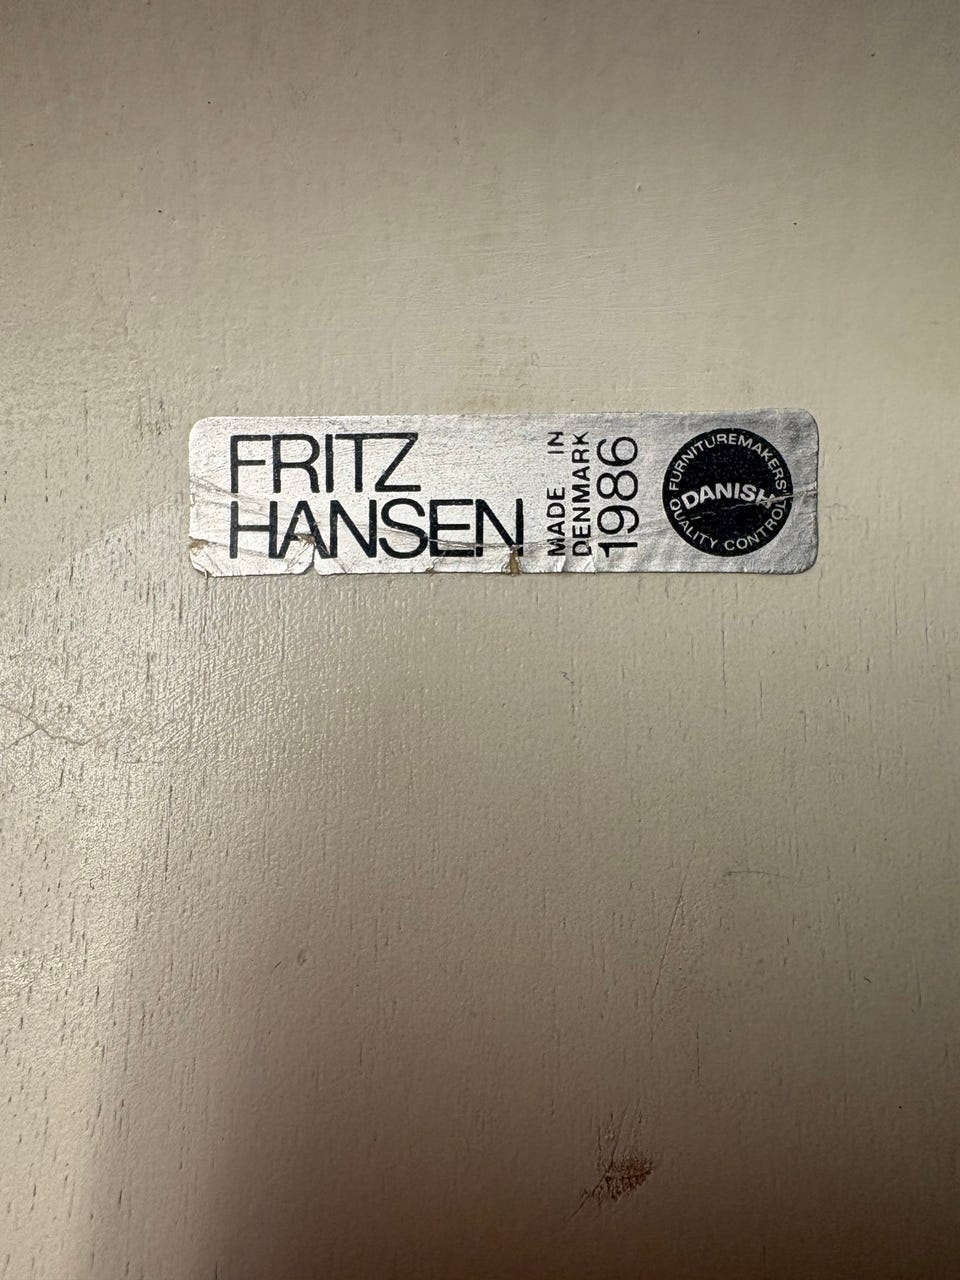 FRITZ
HANSEN
MADE IN
DENMARK
1986
FURNITUREMAKERS'
DANISH
QUALITY CONTROL